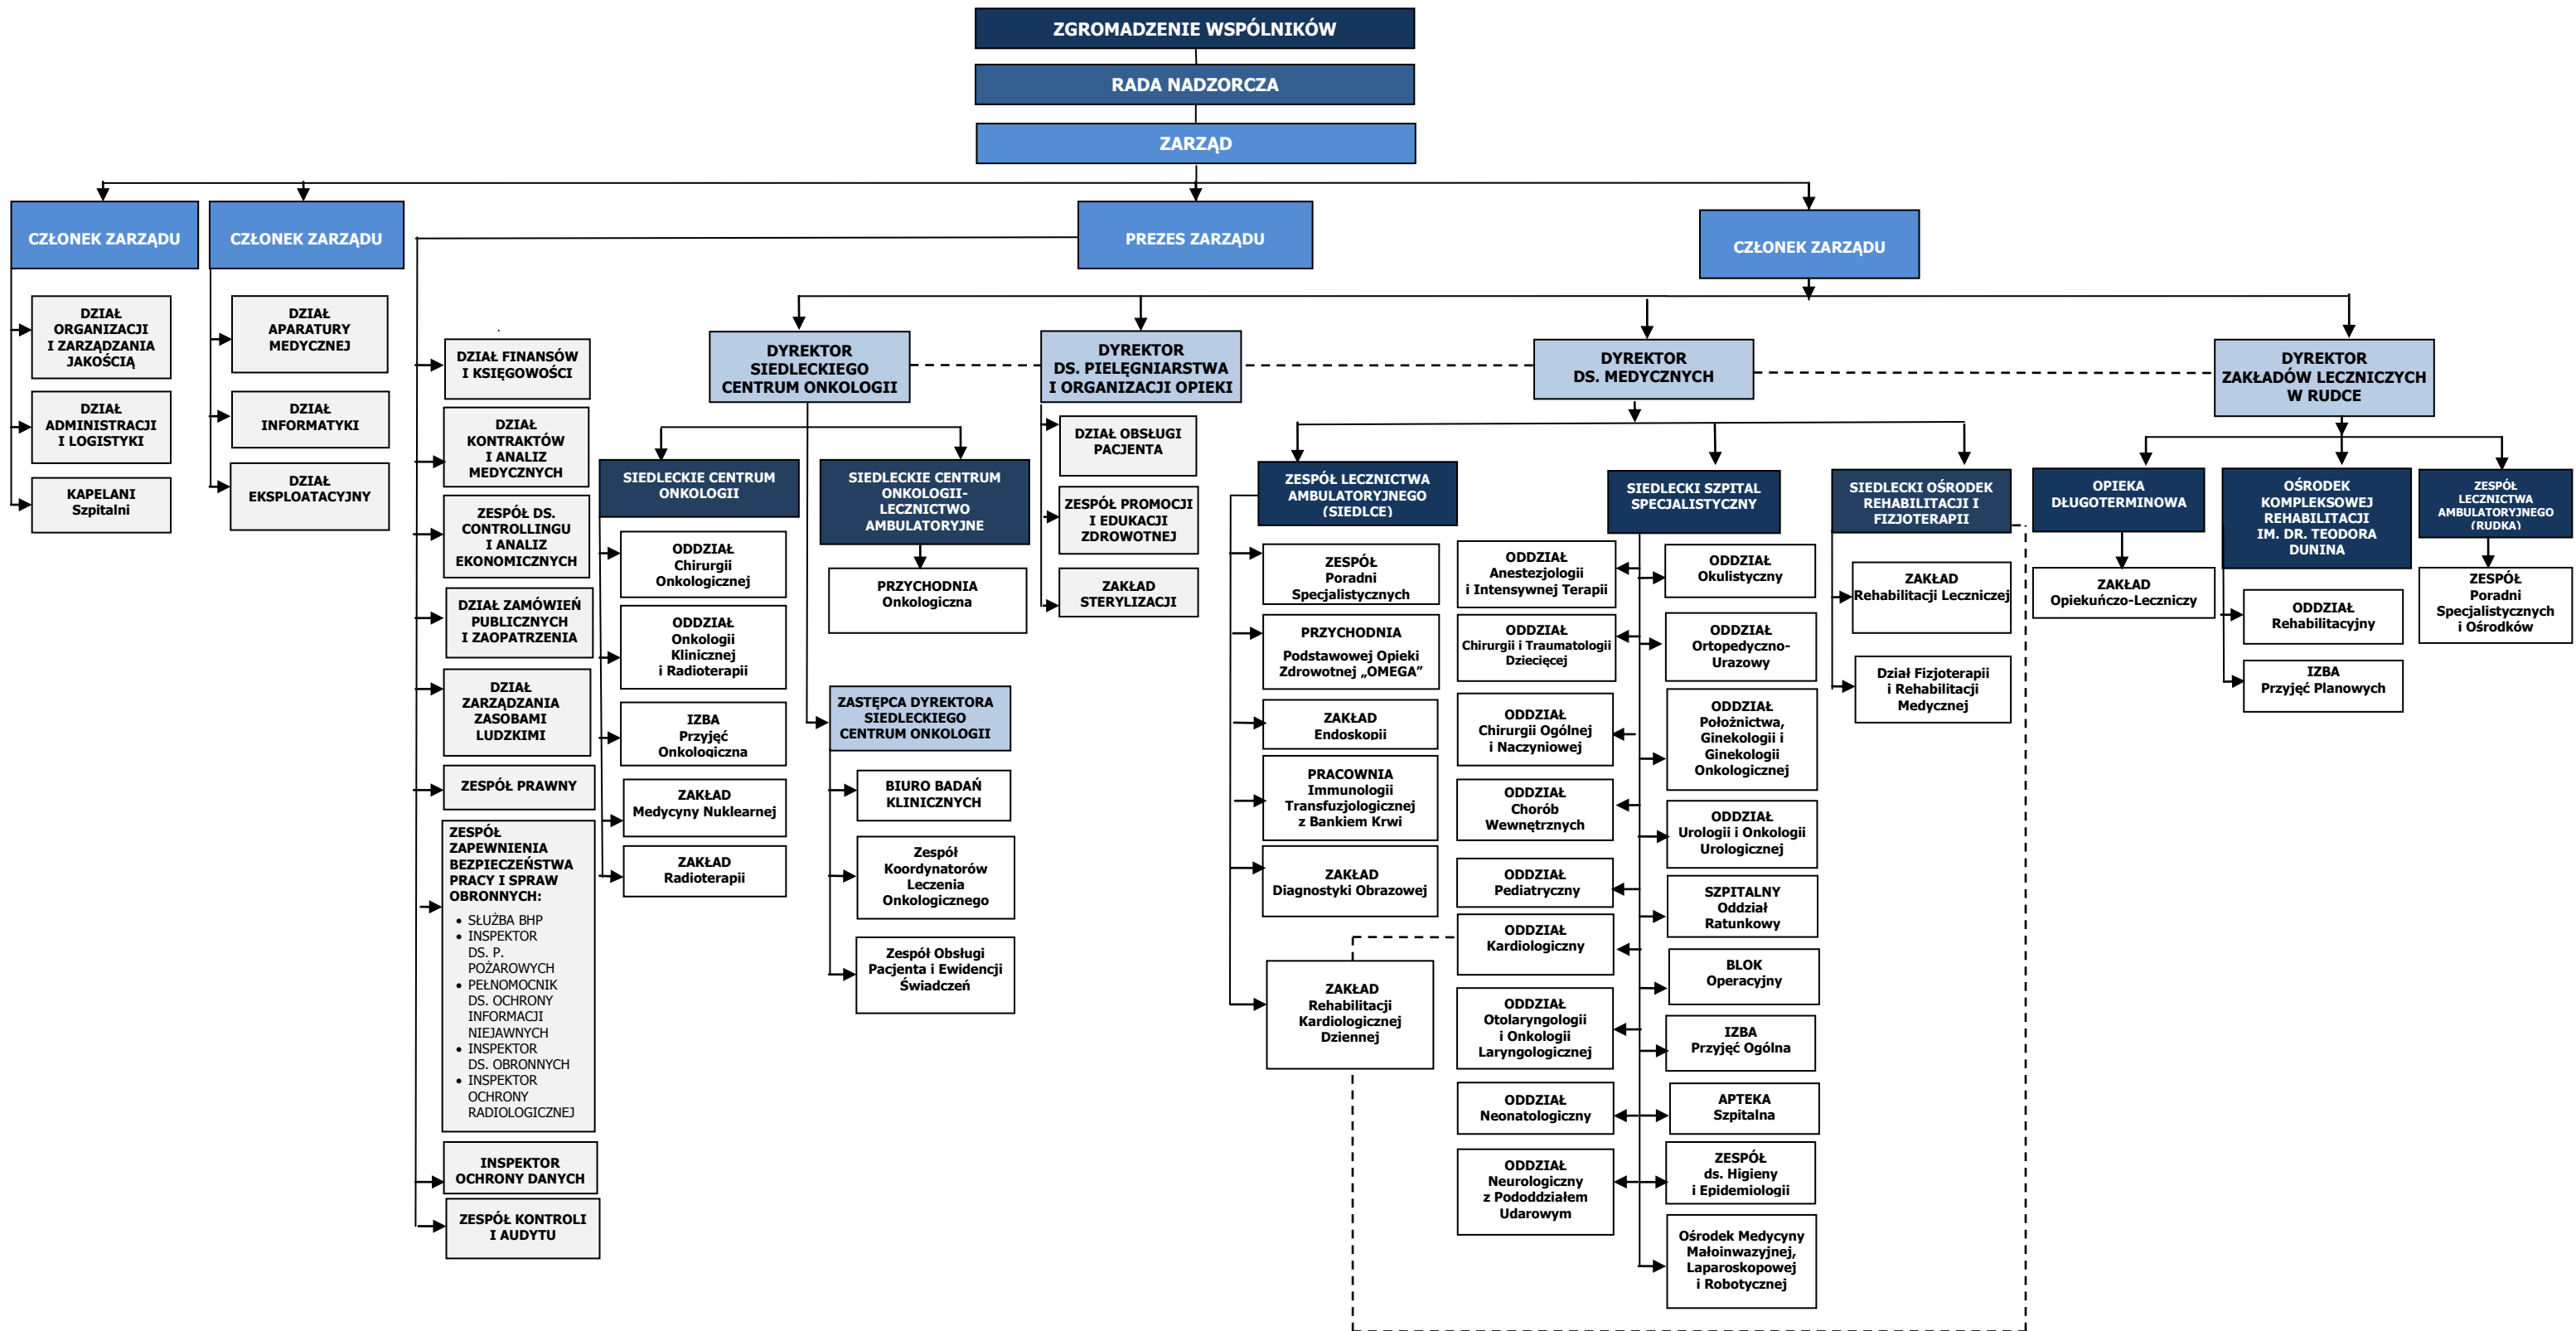 ZGROMADZENIE WSPÓLNIKÓW
RADA NADZORCZA
ZARZĄD
CZŁONEK ZARZĄDU
CZŁONEK ZARZĄDU
PREZES ZARZĄDU
CZŁONEK ZARZĄDU
DZIAŁ
ORGANIZACJI
I ZARZĄDZANIA
JAKOŚCIĄ
DZIAŁ
ADMINISTRACJI
I LOGISTYKI
KAPELANI
Szpitalni
DZIAŁ
APARATURY
MEDYCZNEJ
DZIAŁ
INFORMATYKI
DZIAŁ
EKSPLOATACYJNY
DZIAŁ FINANSÓW
I KSIĘGOWOŚCI
DZIAŁ
KONTRAKTÓW
I ANALIZ
MEDYCZNYCH
ZESPÓŁ DS.
CONTROLLINGU
I ANALIZ
EKONOMICZNYCH
DZIAŁ ZAMÓWIEŃ
PUBLICZNYCH
I ZAOPATRZENIA
DZIAŁ
ZARZĄDZANIA
ZASOBAMI
LUDZKIMI
ZESPÓŁ PRAWNY
ZESPÓŁ
ZAPEWNIENIA
BEZPIECZEŃSTWA
PRACY I SPRAW
OBRONNYCH:
• SŁUŻBA BHP
• INSPEKTOR
DS. P.
POŻAROWYCH
• PEŁNOMOCNIK
DS. OCHRONY
INFORMACJI
NIEJAWNYCH
• INSPEKTOR
DS. OBRONNYCH
• INSPEKTOR
OCHRONY
RADIOLOGICZNEJ
INSPEKTOR
OCHRONY DANYCH
ZESPÓŁ KONTROLI
I AUDYTU
DYREKTOR
SIEDLECKIEGO
CENTRUM ONKOLOGII
SIEDLECKIE CENTRUM
ONKOLOGII
ODDZIAŁ
Chirurgii
Onkologicznej
ODDZIAŁ
Onkologii
Klinicznej
i Radioterapii
IZBA
Przyjęć
Onkologiczna
ZAKŁAD
Medycyny Nuklearnej
ZAKŁAD
Radioterapii
SIEDLECKIE CENTRUM
ONKOLOGII-
LECZNICTWO
AMBULATORYJNE
PRZYCHODNIA
Onkologiczna
ZASTĘPCA DYREKTORA
SIEDLECKIEGO
CENTRUM ONKOLOGII
BIURO BADAŃ
KLINICZNYCH
Zespół
Koordynatorów
Leczenia
Onkologicznego
Zespół Obsługi
Pacjenta i Ewidencji
Świadczeń
DYREKTOR
DS. PIELĘGNIARSTWA
I ORGANIZACJI OPIEKI
DZIAŁ OBSŁUGI
PACJENTA
ZESPÓŁ PROMOCJI
I EDUKACJI
ZDROWOTNEJ
ZAKŁAD
STERYLIZACJI
DYREKTOR
DS. MEDYCZNYCH
ZESPÓŁ LECZNICTWA
AMBULATORYJNEGO
(SIEDLCE)
ZESPÓŁ
Poradni
Specjalistycznych
PRZYCHODNIA
Podstawowej Opieki
Zdrowotnej „OMEGA”
ZAKŁAD
Endoskopii
PRACOWNIA
Immunologii
Transfuzjologicznej
z Bankiem Krwi
ZAKŁAD
Diagnostyki Obrazowej
ZAKŁAD
Rehabilitacji
Kardiologicznej
Dziennej
SIEDLECKI SZPITAL
SPECJALISTYCZNY
ODDZIAŁ
Anestezjologii
i Intensywnej Terapii
ODDZIAŁ
Chirurgii i Traumatologii
Dziecięcej
ODDZIAŁ
Chirurgii Ogólnej
i Naczyniowej
ODDZIAŁ
Chorób
Wewnętrznych
ODDZIAŁ
Pediatryczny
ODDZIAŁ
Kardiologiczny
ODDZIAŁ
Otolaryngologii
i Onkologii
Laryngologicznej
ODDZIAŁ
Neonatologiczny
ODDZIAŁ
Neurologiczny
z Pododdziałem
Udarowym
ODDZIAŁ
Okulistyczny
ODDZIAŁ
Ortopedyczno-
Urazowy
ODDZIAŁ
Położnictwa,
Ginekologii i
Ginekologii
Onkologicznej
ODDZIAŁ
Urologii i Onkologii
Urologicznej
SZPITALNY
Oddział
Ratunkowy
BLOK
Operacyjny
IZBA
Przyjęć Ogólna
APTEKA
Szpitalna
ZESPÓŁ
ds. Higieny
i Epidemiologii
Ośrodek Medycyny
Małoinwazyjnej,
Laparoskopowej
i Robotycznej
SIEDLECKI OŚRODEK
REHABILITACJI I
FIZJOTERAPII
ZAKŁAD
Rehabilitacji Leczniczej
Dział Fizjoterapii
i Rehabilitacji
Medycznej
DYREKTOR
ZAKŁADÓW LECZNICZYCH
W RUDCE
OPIEKA
DŁUGOTERMINOWA
ZAKŁAD
Opiekuńczo-Leczniczy
OŚRODEK
KOMPLEKSOWEJ
REHABILITACJI
IM. DR. TEODORA
DUNINA
ODDZIAŁ
Rehabilitacyjny
IZBA
Przyjęć Planowych
ZESPÓŁ
LECZNICTWA
AMBULATORYJNEGO
(RUDKA)
ZESPÓŁ
Poradni
Specjalistycznych
i Ośrodków